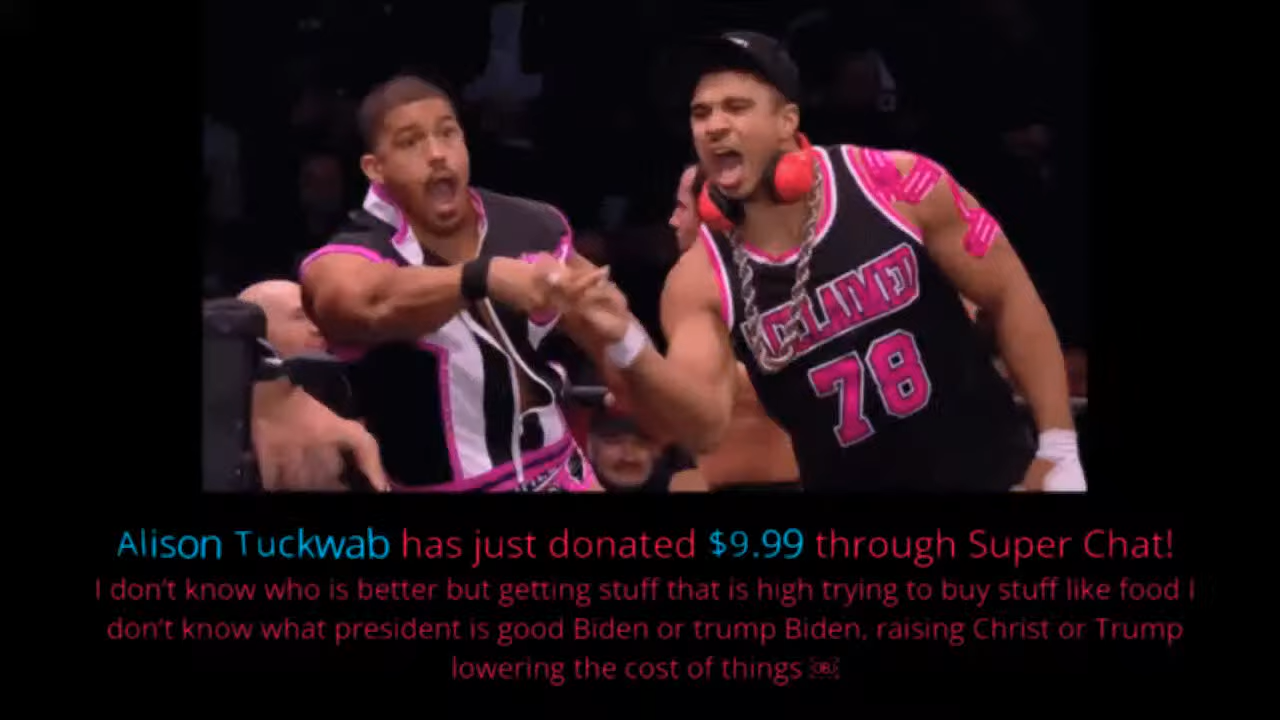 ACCLAIMED
78
Alison Tuckwab has just donated $9.99 through Super Chat!
I don't know who is better but getting stuff that is high trying to buy stuff like food I
don't know what president is good Biden or trump Biden. raising Christ or Trump
lowering the cost of things